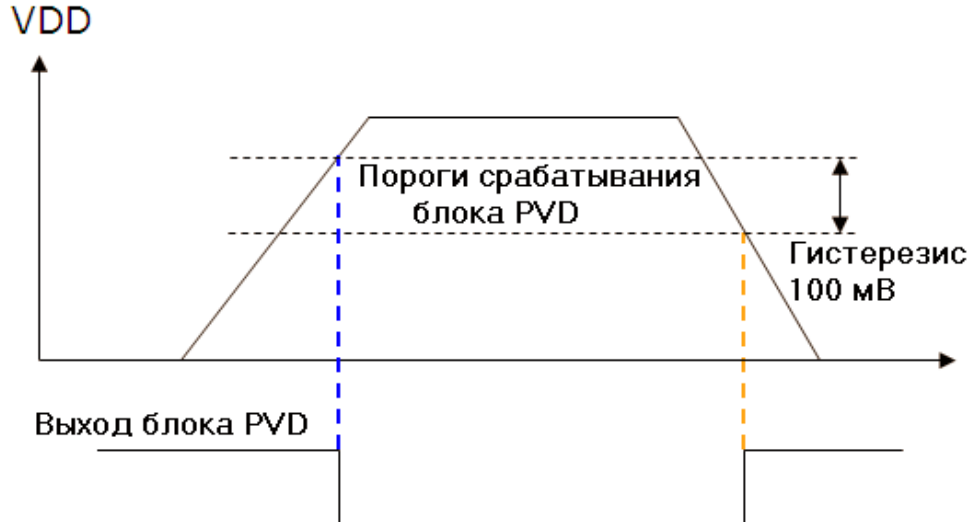 VDD
Пороги срабатывания
блока PVD
Гистерезис
100 мВ
Выход блока PVD